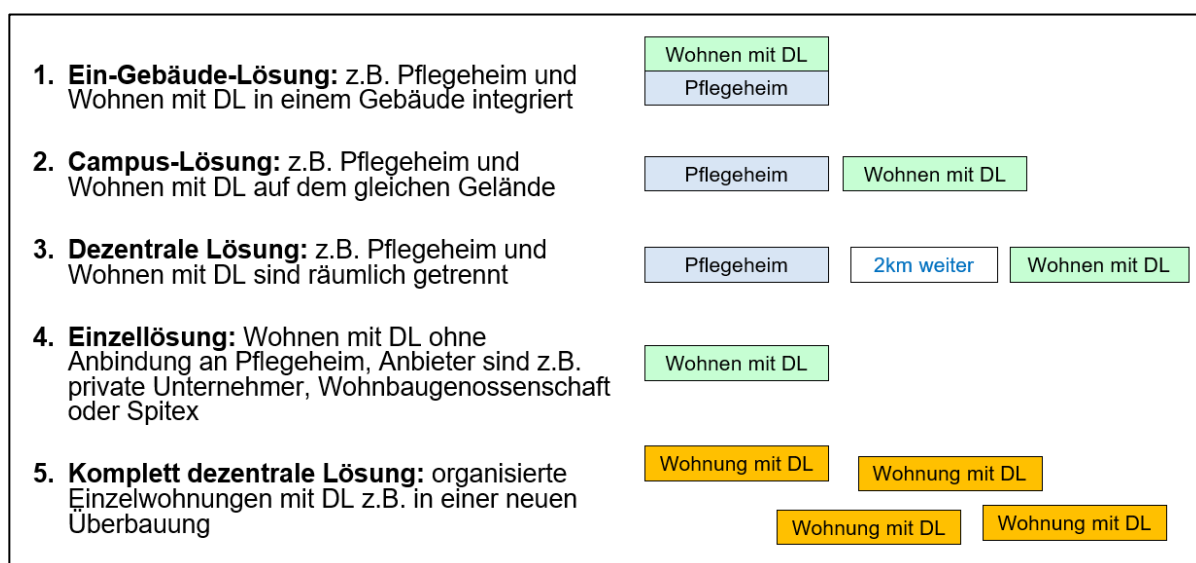 1. Ein-Gebäude-Lösung: z.B. Pflegeheim und
Wohnen mit DL in einem Gebäude integriert
Wohnen mit DL
Pflegeheim
2. Campus-Lösung: z.B. Pflegeheim und
Wohnen mit DL auf dem gleichen Gelände
Pflegeheim
Wohnen mit DL
3. Dezentrale Lösung: z.B. Pflegeheim und
Wohnen mit DL sind räumlich getrennt
Pflegeheim
2km weiter
Wohnen mit DL
4. Einzellösung: Wohnen mit DL ohne
Anbindung an Pflegeheim, Anbieter sind z.B.
private Unternehmer, Wohnbaugenossenschaft
oder Spitex
Wohnen mit DL
5. Komplett dezentrale Lösung: organisierte
Einzelwohnungen mit DL z.B. in einer neuen
Überbauung
Wohnung mit DL
Wohnung mit DL
Wohnung mit DL
Wohnung mit DL